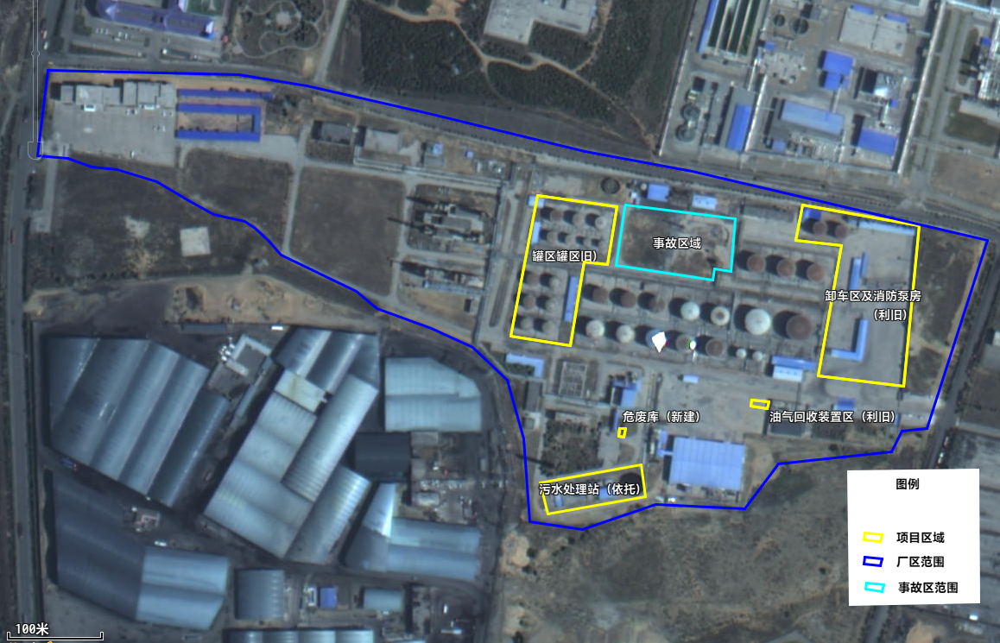 事故区域
罐区罐区旧）
卸车区及消防泵房
（利旧）
危废库（新建）
油气回收装置区（利旧）
污水处理站（依托）
图例
项目区域
厂区范围
事故区范围
100米